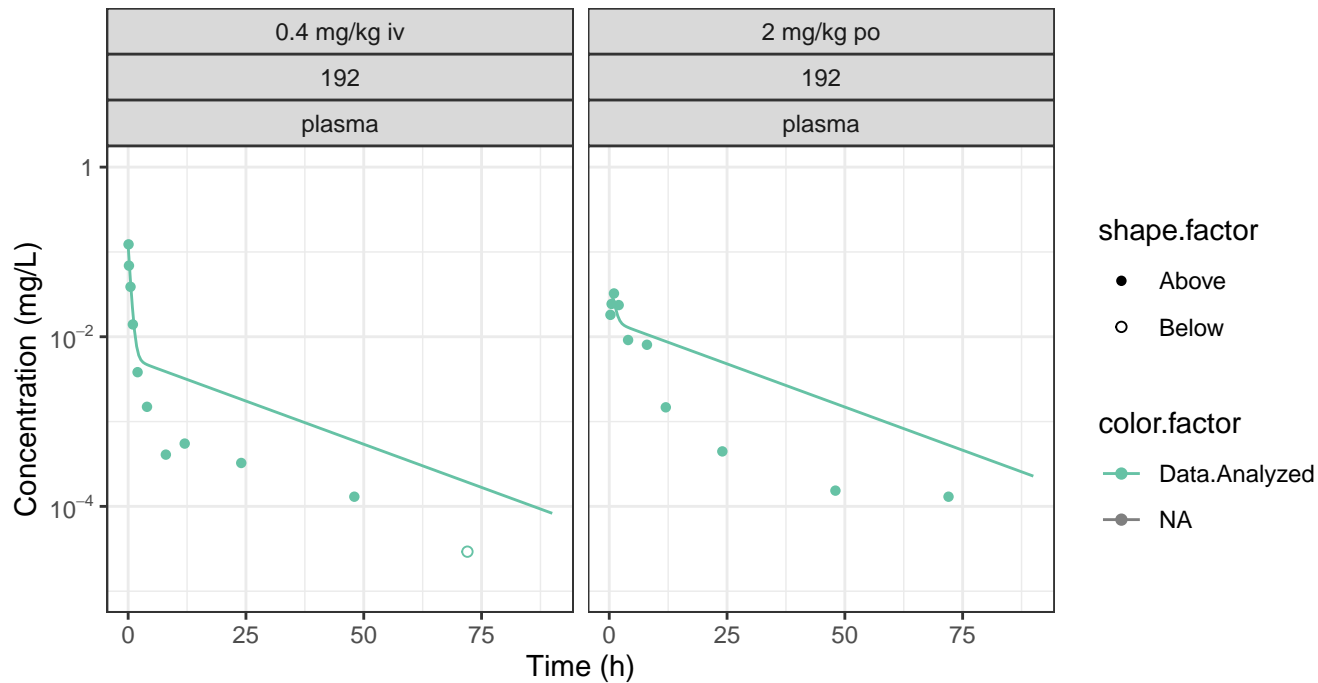 0.4 mg/kg iv
192
plasma
2 mg/kg po
192
plasma
Concentration (mg/L)
1
10⁻²
10⁻⁴
0 25 50 75
0 25 50 75
Time (h)
shape.factor
Above
Below
color.factor
Data.Analyzed
NA